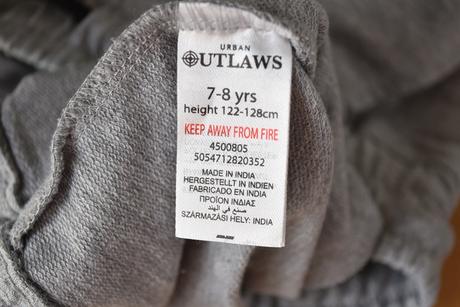 URBAN
OUTLAWS
7-8 yrs
height 122-128cm
KEEP AWAY FROM FIRE
4500805
5054712820352
MADE IN INDIA
HERGESTELLT IN INDIEN
FABRICADO EN INDIA
ΠΡΟΪΟΝ ΙΝΔΙΑΣ
صنع في الهند
SZÁRMAZÁSI HELY: INDIA